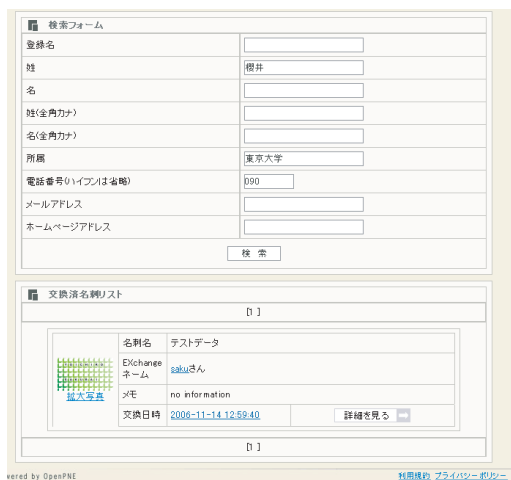 検索フォーム
登録名
姓 櫻井
名
姓(全角カナ)
名(全角カナ)
所属 東京大学
電話番号(ハイフンは省略) 090
メールアドレス
ホームページアドレス
検 索
交換済名刺リスト
[1 ]
名刺名 テストデータ
EXchange
ネーム sakuさん
拡大写真
メモ no information
交換日時 2006-11-14 12:59:40 詳細を見る
[1 ]
wered by OpenPNE 利用規約 プライバシーポリシー